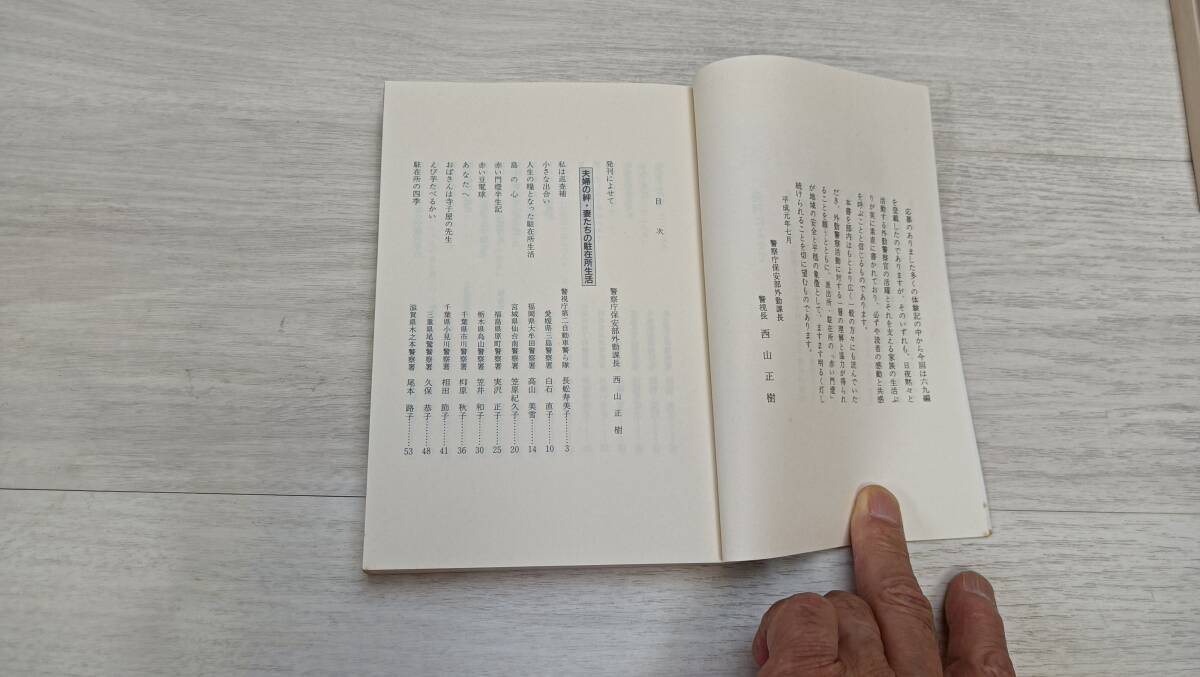 応募のありました多くの体験記の中から今回は六九編
を登載したのでありますが、そのいずれも、日夜黙々と
活動する外勤警察官の活躍とそれを支える家族の生活ぶ
りが実に素直に書かれており、必ずや読者の感動と共感
を呼ぶことと信じるものであります。
本書を部内はもとより広く一般の方々にも読んでいた
だき、外勤警察活動に対する一層の理解と協力が得られ
ることを願うとともに、派出所・駐在所の「赤い門燈」
が地域の安全と平穏の象徴として、ますます明るく灯し
続けられることを切に望むものであります。
平成元年七月
警察庁保安部外勤課長
警視長 西山正樹
目次
発刊によせて 警察庁保安部外勤課長 西山正樹
夫婦の絆・妻たちの駐在所生活
私は巡査補 警視庁第二自動車警ら隊 長舩寿美子……3
小さな出合い 愛媛県三島警察署 白石直子……10
人生の糧となった駐在所生活 福岡県大牟田警察署 高山美雪……14
島の心 宮城県仙台南警察署 笠原紀久子……20
赤い門燈半生記 福島県原町警察署 実沢正子……25
赤い豆電球 栃木県烏山警察署 笠井和子……30
あなたへ 千葉県市川警察署 柳原秋子……36
おばさんは寺子屋の先生 千葉県小見川警察署 相田節子……41
えび芋たべるかい 三重県尾鷲警察署 久保恭子……48
駐在所の四季 滋賀県木之本警察署 尾本路子……53